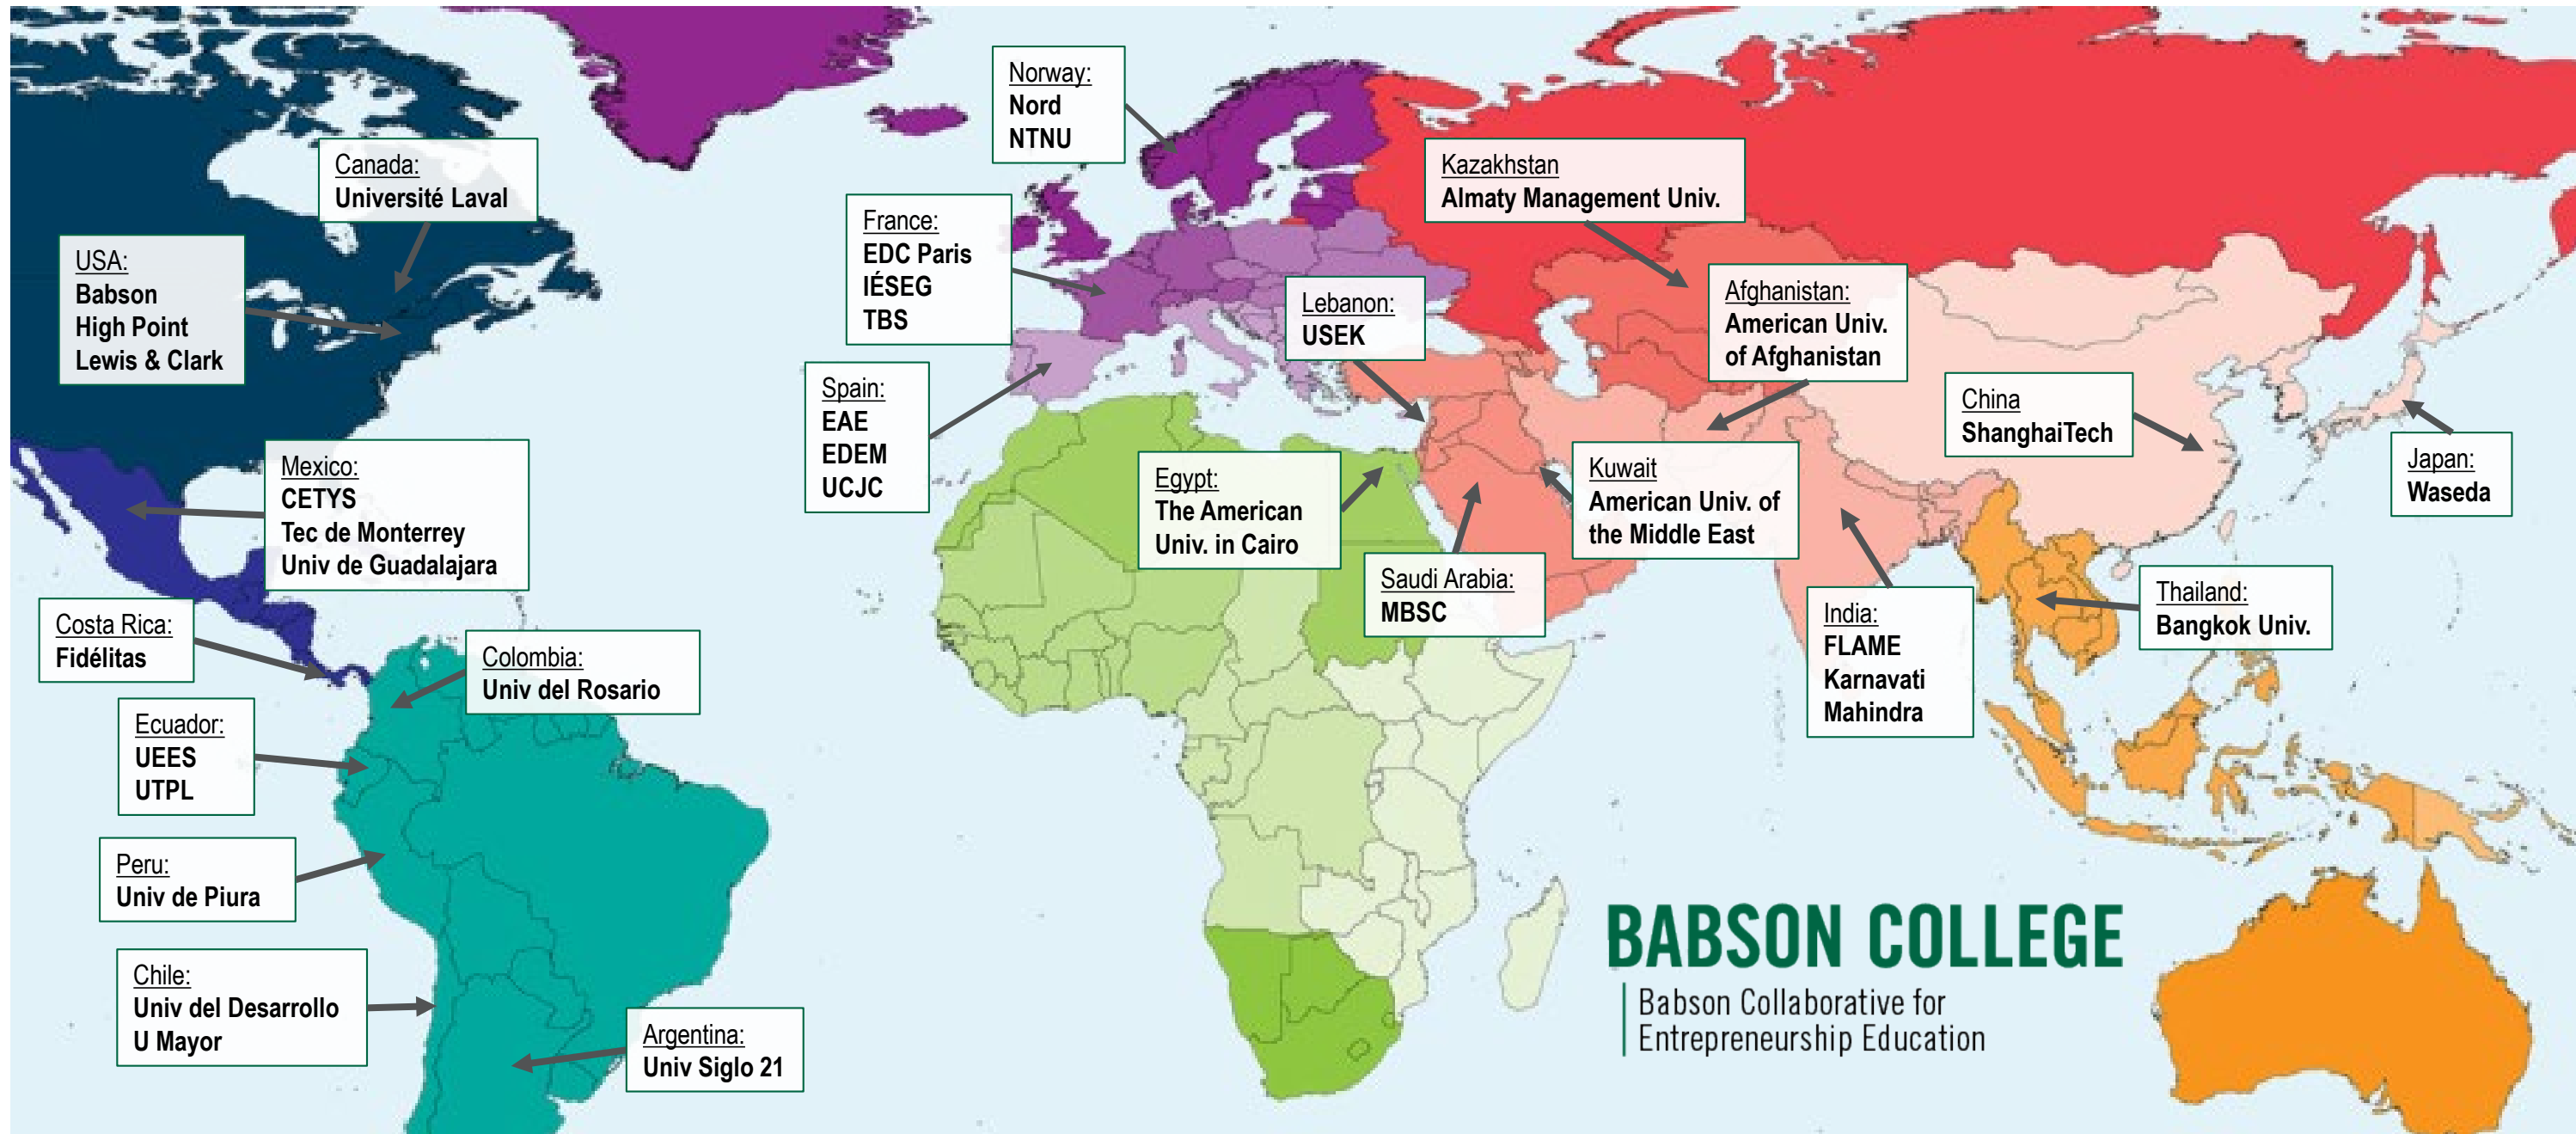 Canada:
Université Laval
USA:
Babson
High Point
Lewis & Clark
Mexico:
CETYS
Tec de Monterrey
Univ de Guadalajara
Costa Rica:
Fidélitas
Colombia:
Univ del Rosario
Ecuador:
UEES
UTPL
Peru:
Univ de Piura
Chile:
Univ del Desarrollo
U Mayor
Argentina:
Univ Siglo 21
Norway:
Nord
NTNU
France:
EDC Paris
IÉSEG
TBS
Spain:
EAE
EDEM
UCJC
Lebanon:
USEK
Egypt:
The American
Univ. in Cairo
Saudi Arabia:
MBSC
Kazakhstan
Almaty Management Univ.
Afghanistan:
American Univ.
of Afghanistan
Kuwait
American Univ. of
the Middle East
India:
FLAME
Karnavati
Mahindra
China
ShanghaiTech
Japan:
Waseda
Thailand:
Bangkok Univ.
BABSON COLLEGE
Babson Collaborative for
Entrepreneurship Education